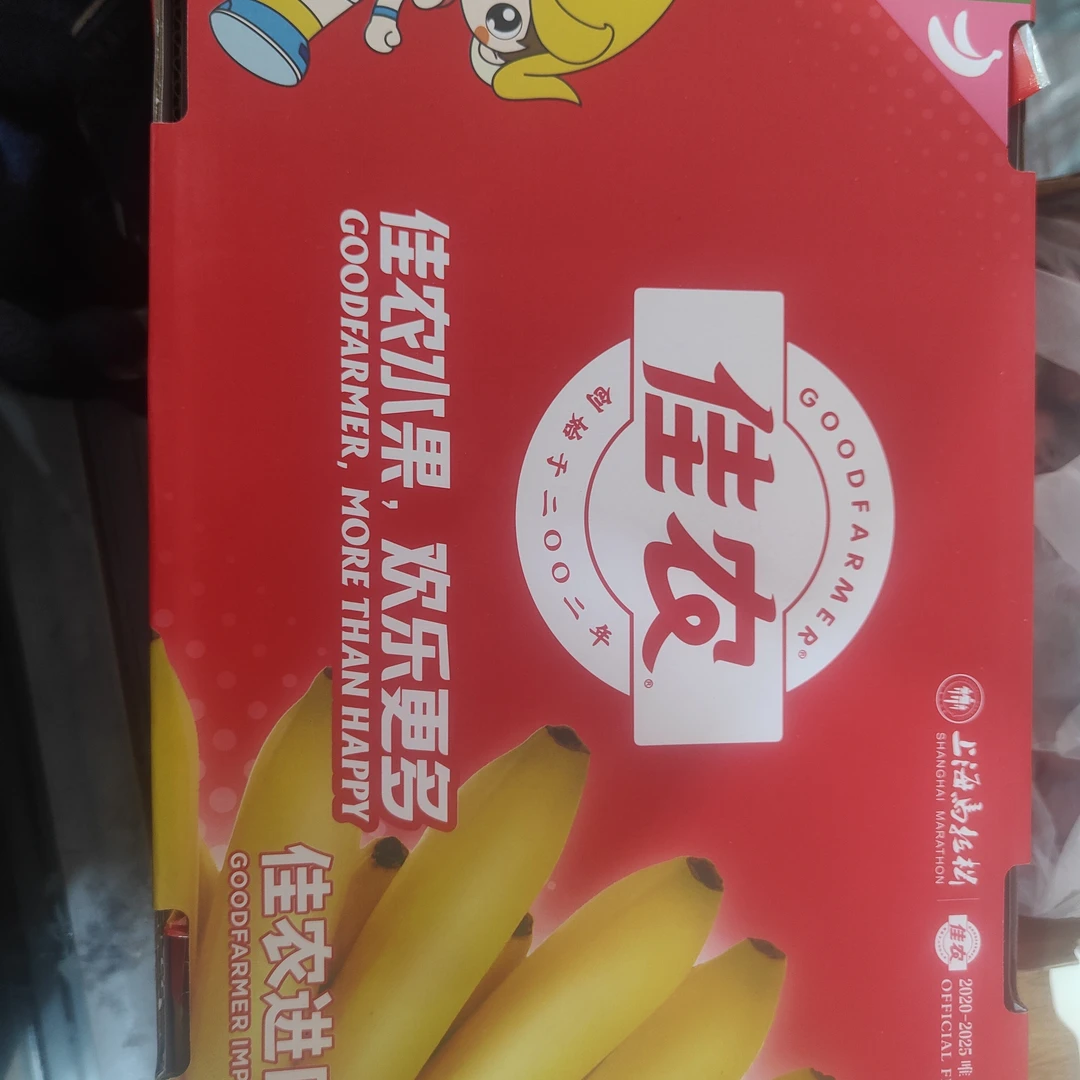 上海马拉松
SHANGHAI MARATHON
佳农
2020-2025 唯
OFFICIAL F
GOODFARMER®
佳农®
创始于二〇〇二年
佳农水果，欢乐更多
GOODFARMER, MORE THAN HAPPY
佳农进
GOODFARMER IMP